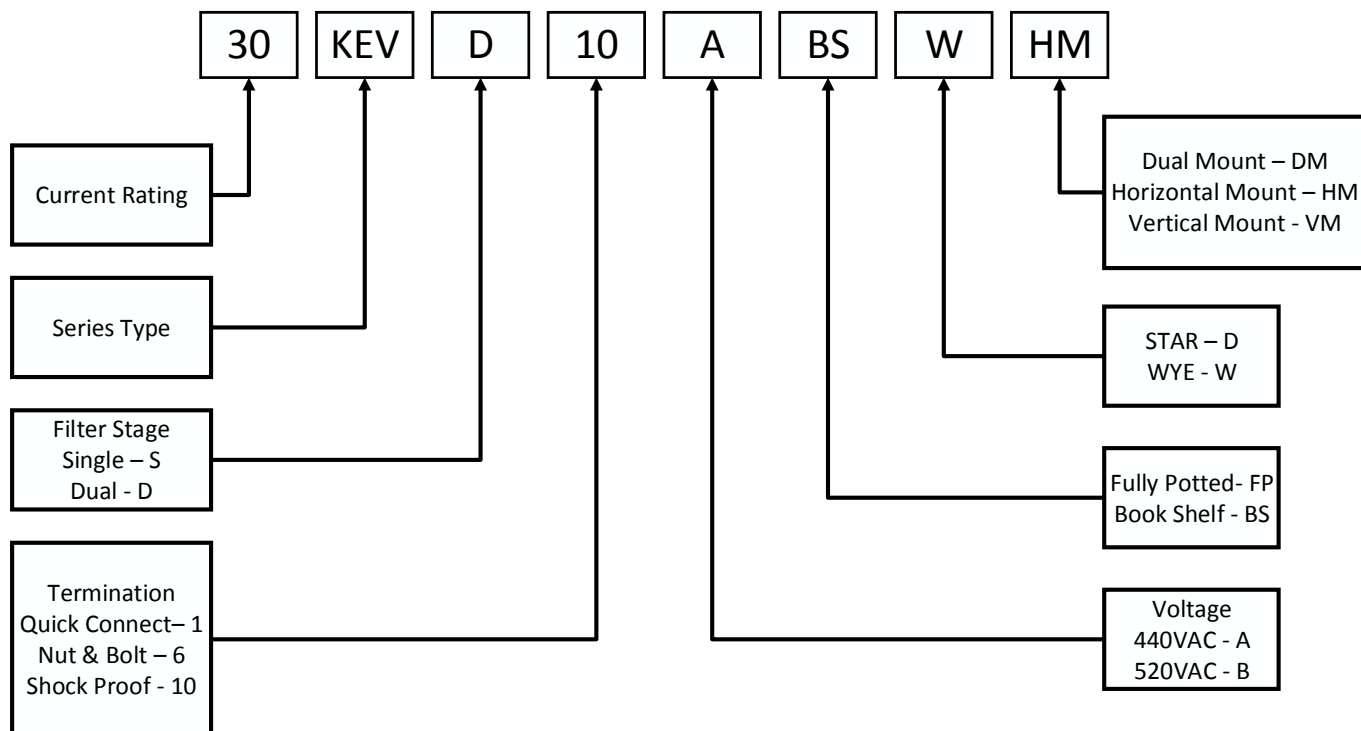 30 KEV D 10 A BS W HM
Current Rating
Series Type
Filter Stage
Single – S
Dual - D
Termination
Quick Connect– 1
Nut & Bolt – 6
Shock Proof - 10
Dual Mount – DM
Horizontal Mount – HM
Vertical Mount - VM
STAR – D
WYE - W
Fully Potted- FP
Book Shelf - BS
Voltage
440VAC - A
520VAC - B